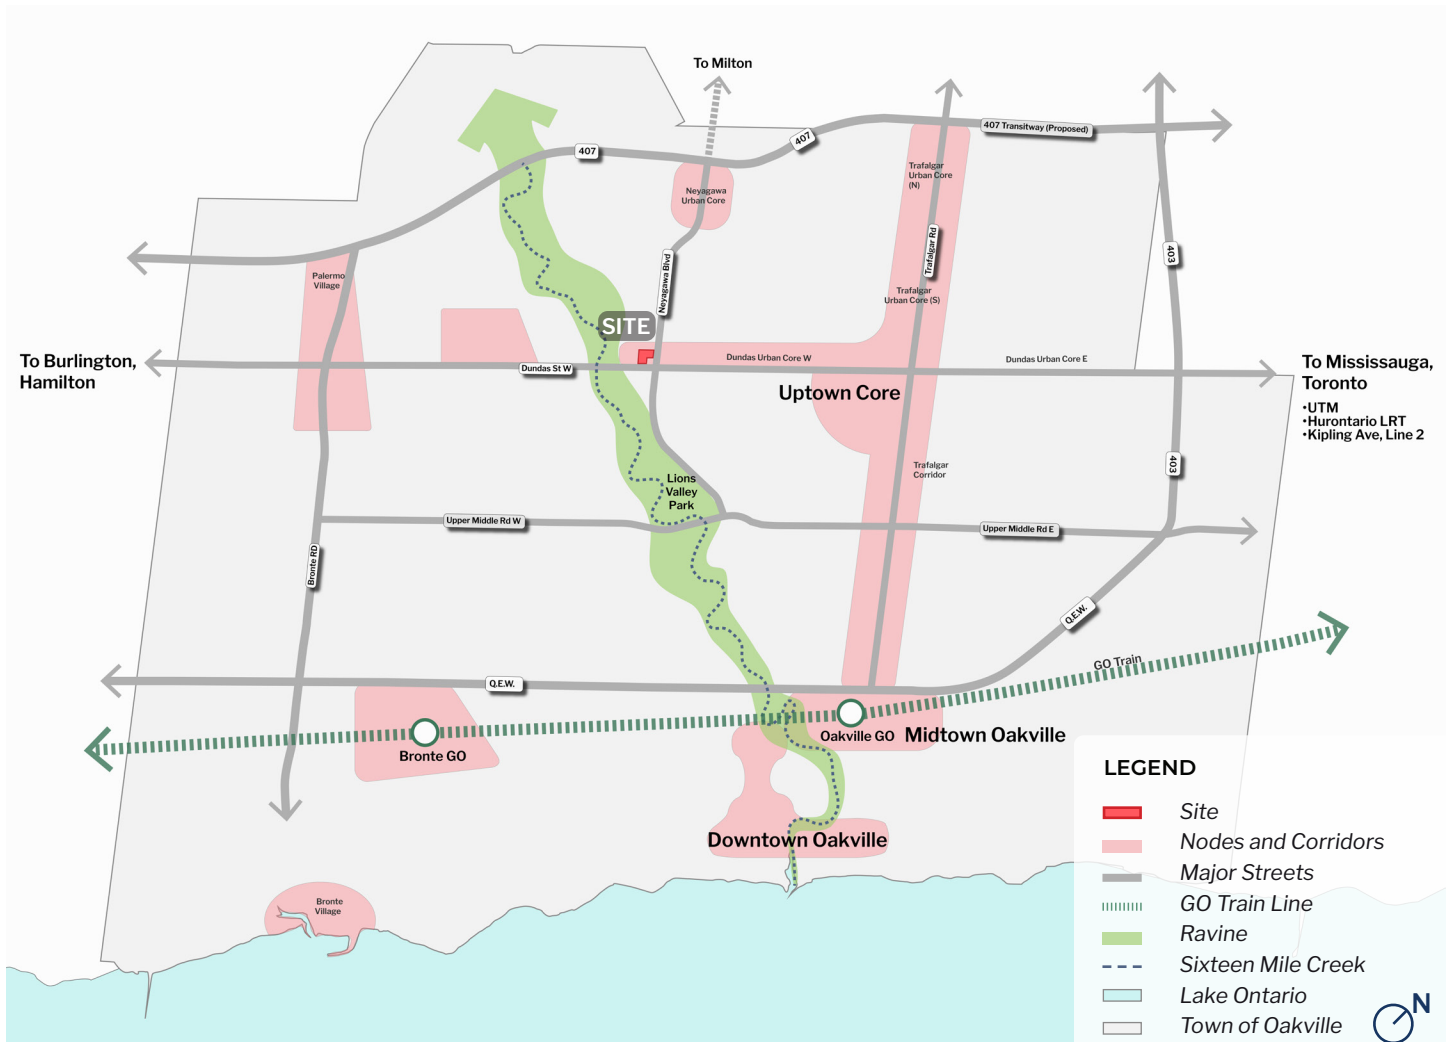 To Milton
407 Transitway (Proposed)
407
407
Trafalgar
Urban Core
(N)
Neyagawa
Urban Core
Trafalgar Rd
403
Neyagawa Blvd
Palermo
Village
Trafalgar
Urban Core (S)
SITE
To Burlington,
Hamilton
Dundas St W
Dundas Urban Core W
Dundas Urban Core E
To Mississauga,
Toronto
•UTM
•Hurontario LRT
•Kipling Ave, Line 2
Uptown Core
403
Trafalgar
Corridor
Lions
Valley
Park
Upper Middle Rd W
Upper Middle Rd E
Bronte RD
Q.E.W.
GO Train
Q.E.W.
Bronte GO
Oakville GO
Midtown Oakville
Downtown Oakville
Bronte
Village
LEGEND
Site
Nodes and Corridors
Major Streets
GO Train Line
Ravine
Sixteen Mile Creek
Lake Ontario
Town of Oakville
N